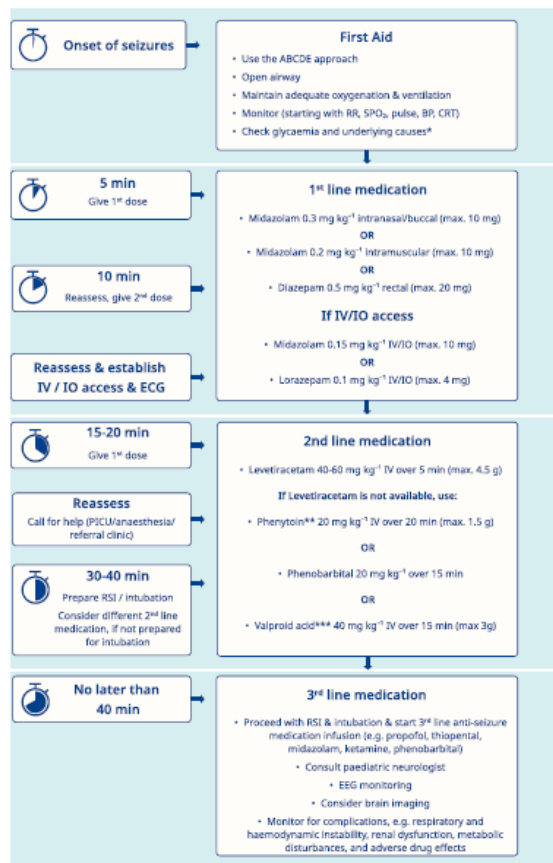 Onset of seizures
First Aid
• Use the ABCDE approach
• Open airway
• Maintain adequate oxygenation & ventilation
• Monitor (starting with RR, SPO₂, pulse, BP, CRT)
• Check glycaemia and underlying causes*
5 min
Give 1ˢᵗ dose
10 min
Reassess, give 2ⁿᵈ dose
Reassess & establish
IV / IO access & ECG
1ˢᵗ line medication
• Midazolam 0.3 mg kg⁻¹ intranasal/buccal (max. 10 mg)
OR
• Midazolam 0.2 mg kg⁻¹ intramuscular (max. 10 mg)
OR
• Diazepam 0.5 mg kg⁻¹ rectal (max. 20 mg)
If IV/IO access
• Midazolam 0.15 mg kg⁻¹ IV/IO (max. 10 mg)
OR
• Lorazepam 0.1 mg kg⁻¹ IV/IO (max. 4 mg)
15-20 min
Give 1ˢᵗ dose
Reassess
Call for help (PICU/anaesthesia/
referral clinic)
30-40 min
Prepare RSI / intubation
Consider different 2ⁿᵈ line
medication, if not prepared
for intubation
2nd line medication
• Levetiracetam 40-60 mg kg⁻¹ IV over 5 min (max. 4.5 g)
If Levetiracetam is not available, use:
• Phenytoin** 20 mg kg⁻¹ IV over 20 min (max. 1.5 g)
OR
• Phenobarbital 20 mg kg⁻¹ over 15 min
OR
• Valproid acid*** 40 mg kg⁻¹ IV over 15 min (max 3g)
No later than
40 min
3ʳᵈ line medication
• Proceed with RSI & intubation & start 3ʳᵈ line anti-seizure
medication infusion (e.g. propofol, thiopental,
midazolam, ketamine, phenobarbital)
• Consult paediatric neurologist
• EEG monitoring
• Consider brain imaging
• Monitor for complications, e.g. respiratory and
haemodynamic instability, renal dysfunction, metabolic
disturbances, and adverse drug effects